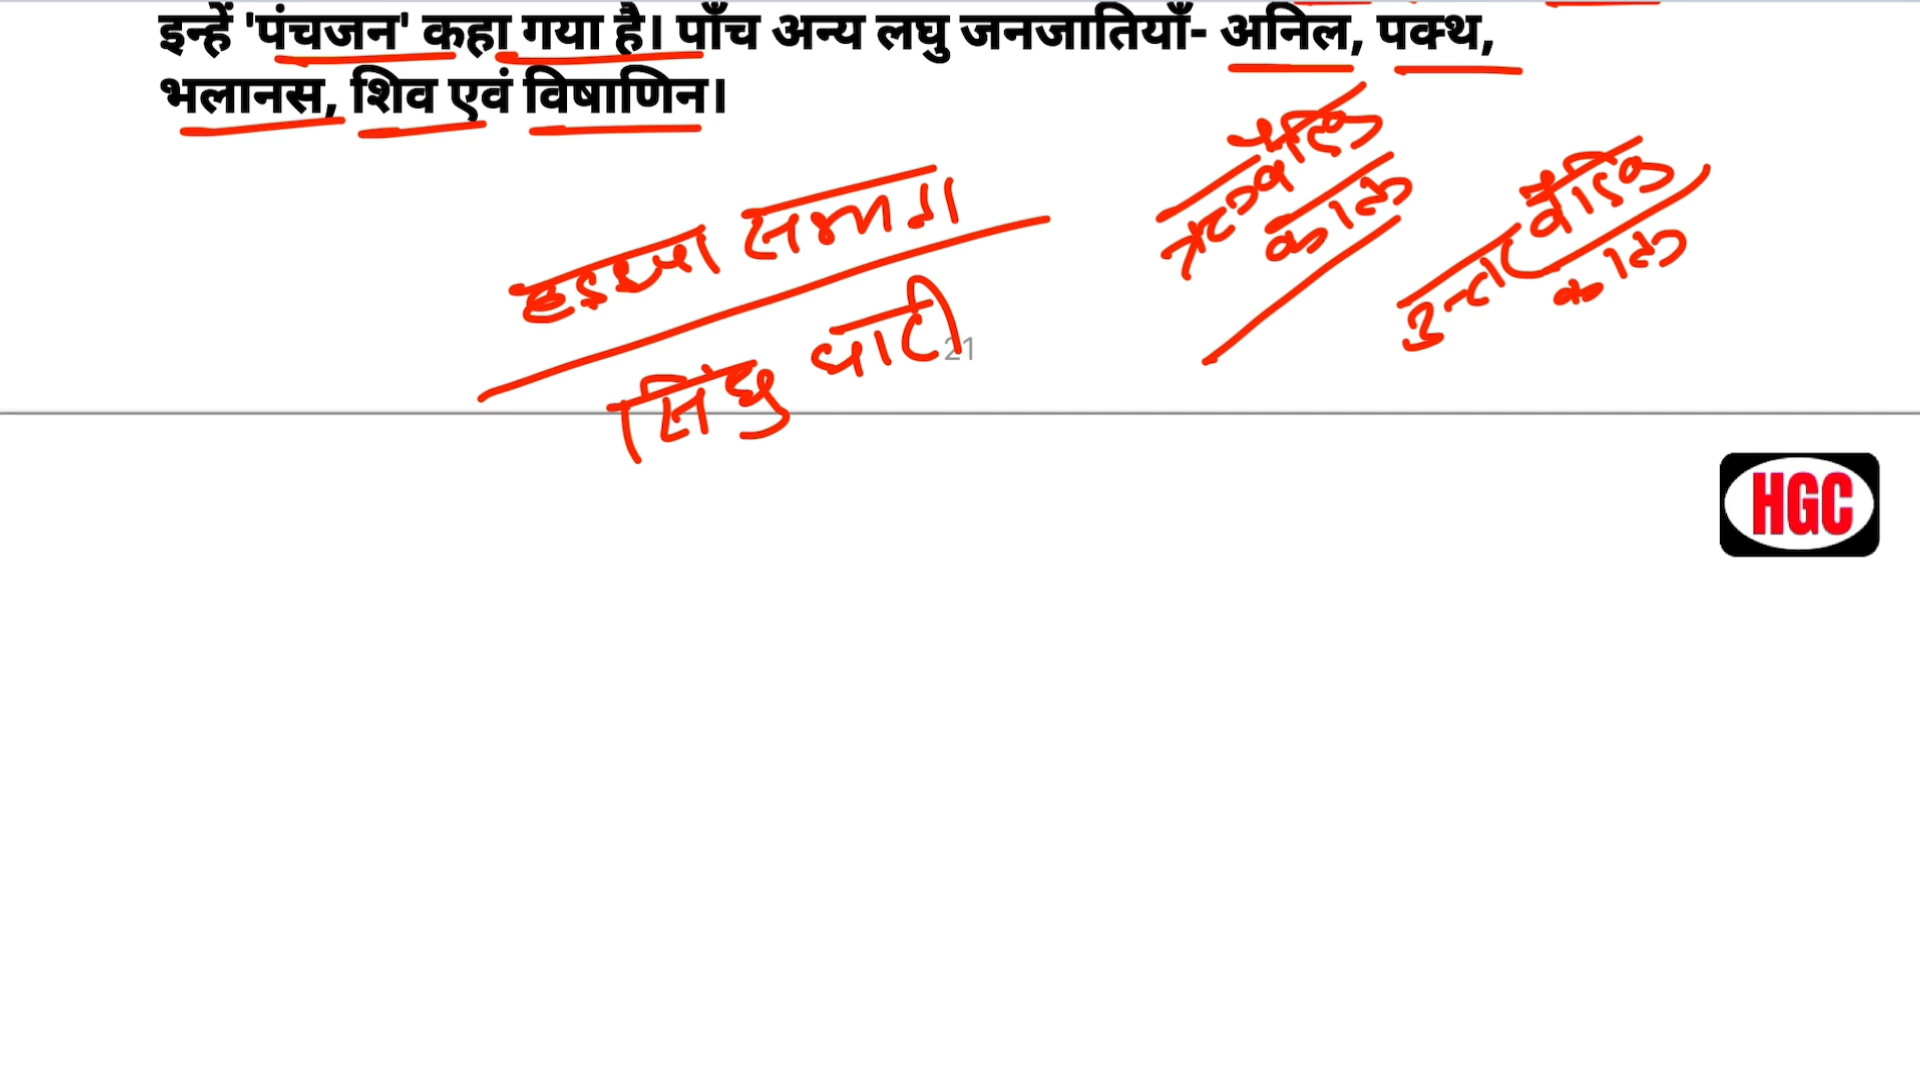 इन्हें 'पंचजन' कहा गया है। पाँच अन्य लघु जनजातियाँ- अनिल, पक्थ,
भलानस, शिव एवं विषाणिन।
हड़प्पा सभ्यता
सिंधु घाटी
ऋग्वैदिक
काल
उत्तर वैदिक
काल
21
HGC